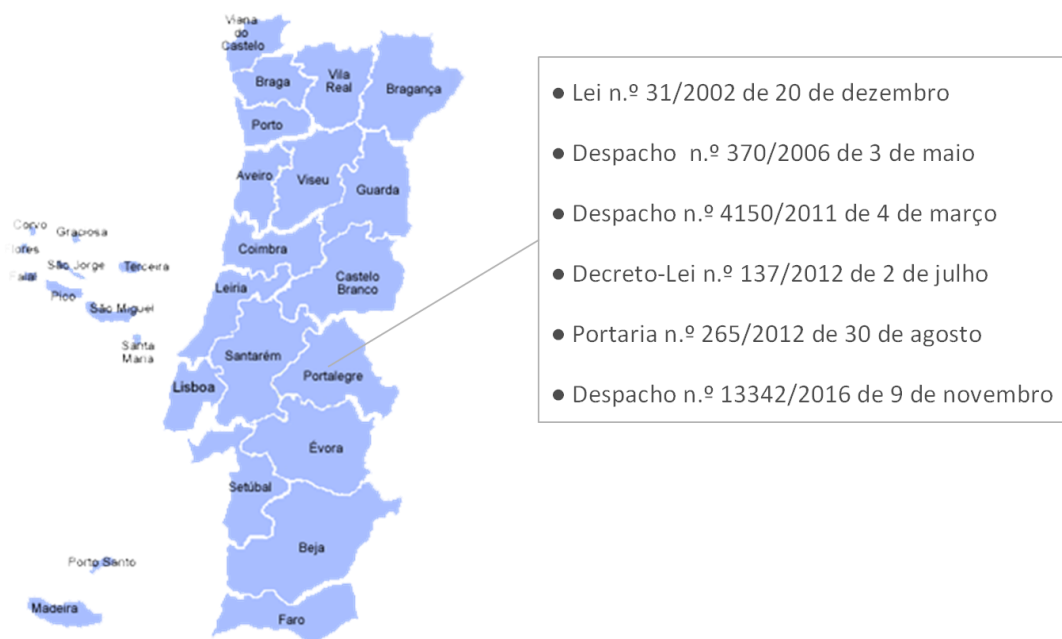 Viana
do
Castelo
Braga
Vila
Real
Bragança
Porto
Aveiro
Viseu
Guarda
Corvo
Graciosa
Flores
São Jorge
Terceira
Faial
Pico
São Miguel
Santa
Maria
Coimbra
Castelo
Branco
Leiria
Santarém
Portalegre
Lisboa
Évora
Setúbal
Beja
Porto Santo
Madeira
Faro
● Lei n.º 31/2002 de 20 de dezembro
● Despacho n.º 370/2006 de 3 de maio
● Despacho n.º 4150/2011 de 4 de março
● Decreto-Lei n.º 137/2012 de 2 de julho
● Portaria n.º 265/2012 de 30 de agosto
● Despacho n.º 13342/2016 de 9 de novembro